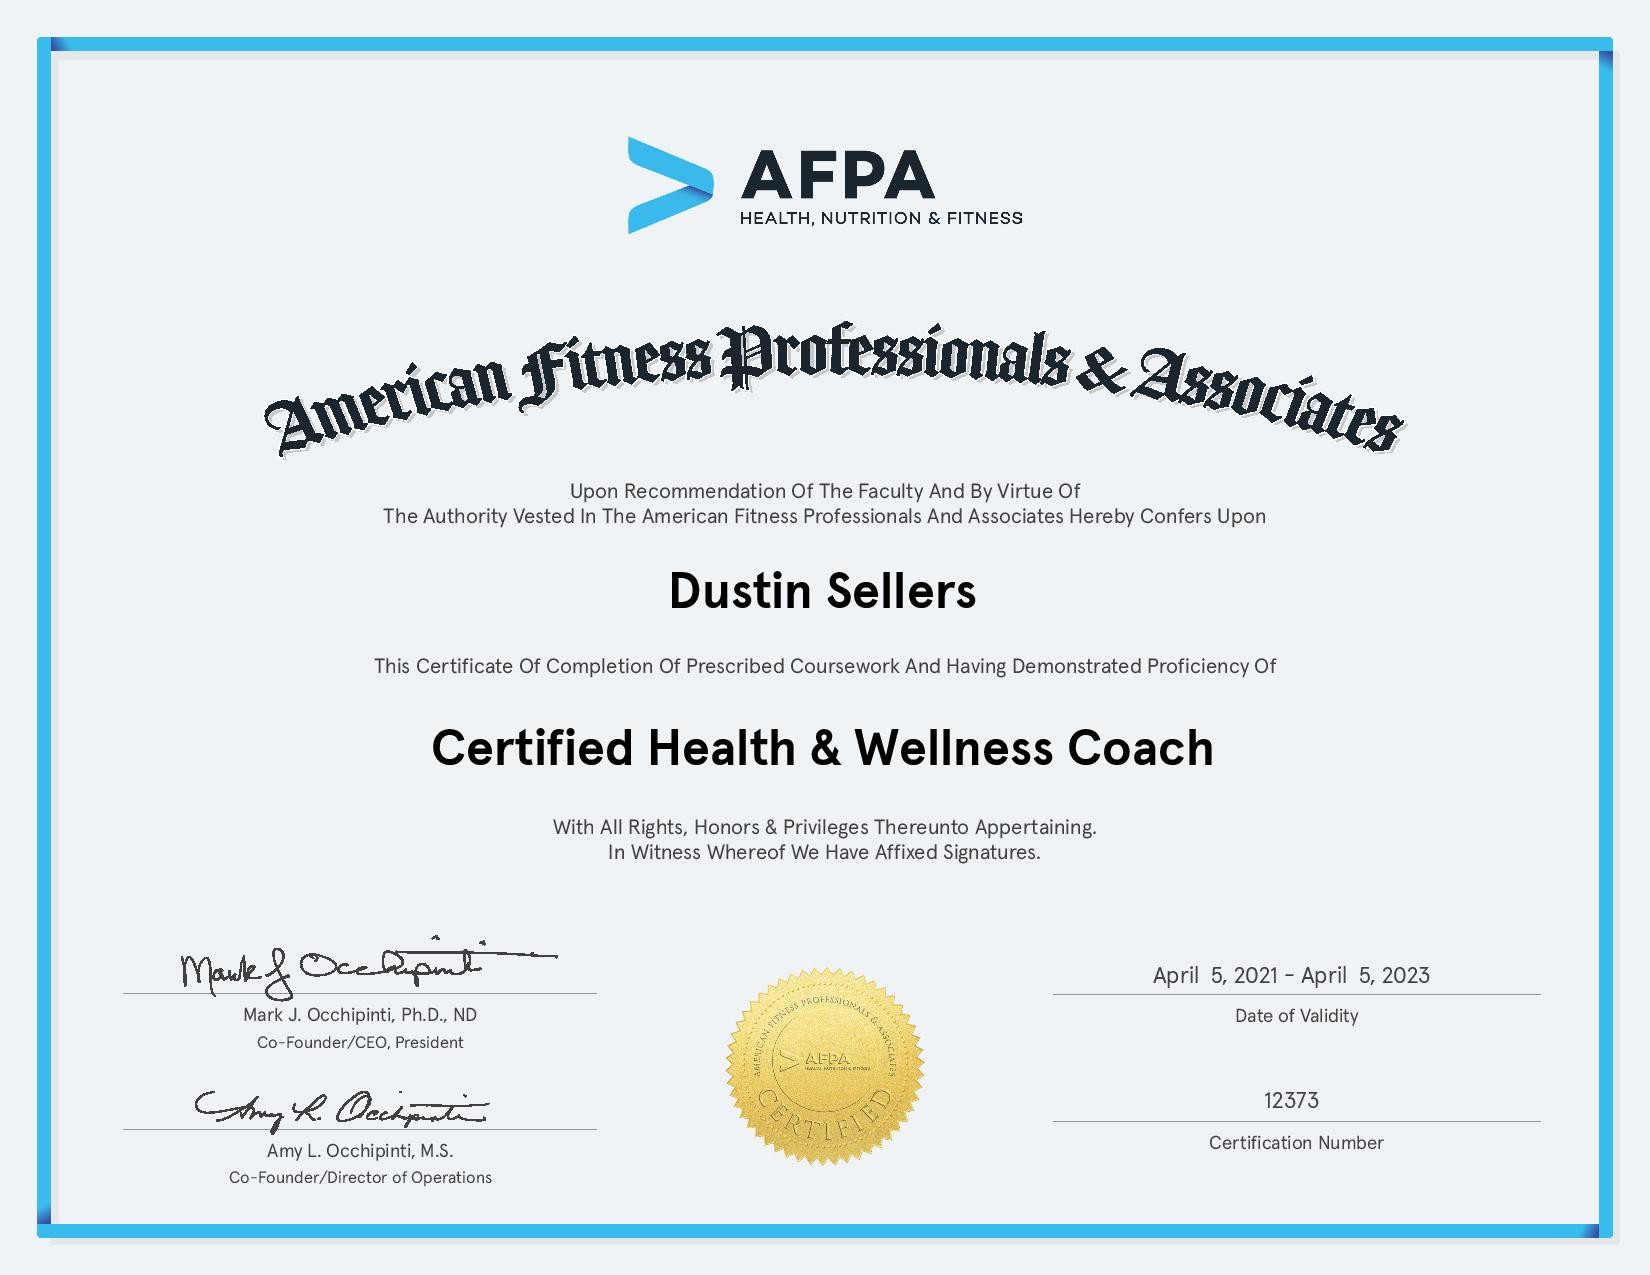 AFPA
HEALTH, NUTRITION & FITNESS
American Fitness Professionals & Associates
Upon Recommendation Of The Faculty And By Virtue Of
The Authority Vested In The American Fitness Professionals And Associates Hereby Confers Upon
Dustin Sellers
This Certificate Of Completion Of Prescribed Coursework And Having Demonstrated Proficiency Of
Certified Health & Wellness Coach
With All Rights, Honors & Privileges Thereunto Appertaining.
In Witness Whereof We Have Affixed Signatures.
Mark J Occhipinti
Mark J. Occhipinti, Ph.D., ND
Co-Founder/CEO, President
Amy L. Occhipinti
Amy L. Occhipinti, M.S.
Co-Founder/Director of Operations
AMERICAN FITNESS PROFESSIONALS & ASSOCIATES
AFPA
HEALTH, NUTRITION & FITNESS
CERTIFIED
April 5, 2021 - April 5, 2023
Date of Validity
12373
Certification Number